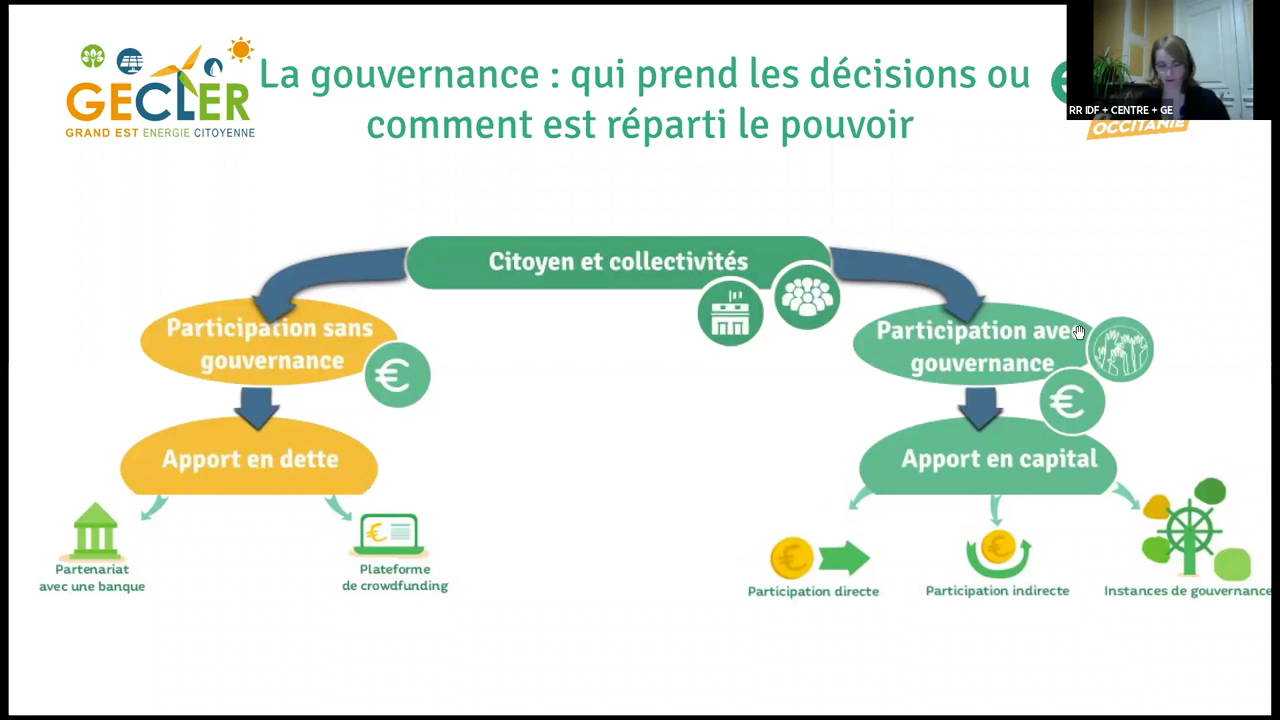 GECLER
GRAND EST ENERGIE CITOYENNE
La gouvernance : qui prend les décisions ou
comment est réparti le pouvoir
RR IDF + CENTRE + GE
OCCITANIE
Citoyen et collectivités
Participation sans
gouvernance
€
Apport en dette
€
Partenariat
avec une banque
Plateforme
de crowdfunding
Participation avec
gouvernance
€
Apport en capital
€
Participation directe
€
Participation indirecte
Instances de gouvernance